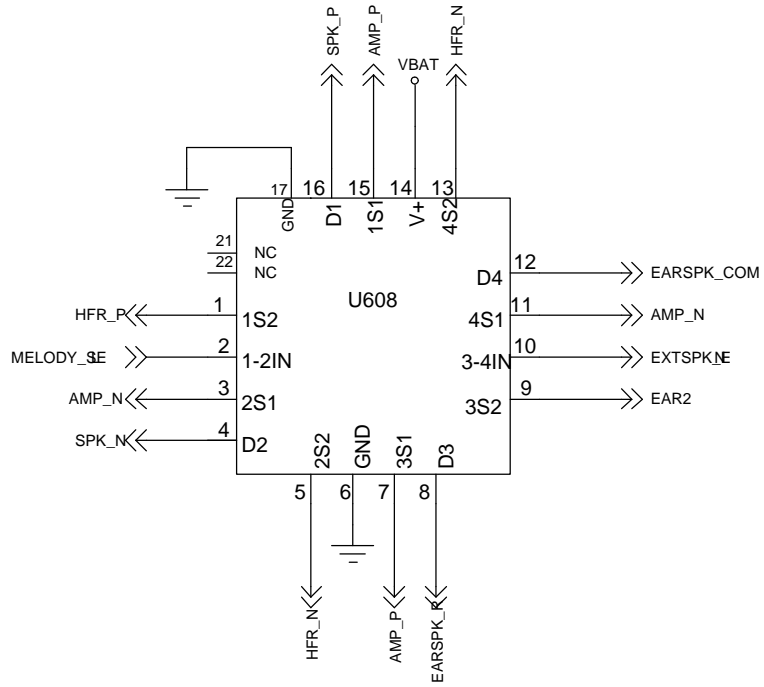 SPK_P
AMP_P
VBAT
HFR_N
17
16
15
14
13
GND
D1
1S1
V+
4S2
21 NC
22 NC
U608
D4 12 EARSPK_COM
HFR_P 1 1S2
4S1 11 AMP_N
2 1-2IN
3-4IN 10
AMP_N 3 2S1
3S2 9 EAR2
SPK_N 4 D2
2S2
GND
3S1
D3
5
6
7
8
HFR_N
AMP_P